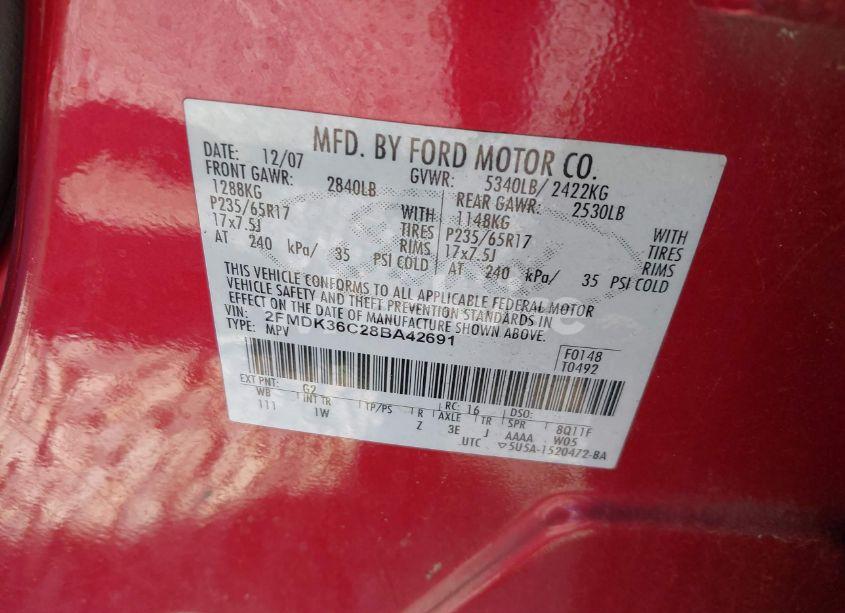 MFD. BY FORD MOTOR CO.
DATE: 12/07 GVWR: 5340LB/ 2422KG
FRONT GAWR: 2840LB REAR GAWR: 2530LB
1288KG WITH 1148KG WITH
P235/65R17 TIRES P235/65R17 TIRES
17x7.5J RIMS 17x7.5J RIMS
AT 240 kPa/ 35 PSI COLD AT 240 kPa/ 35 PSI COLD
THIS VEHICLE CONFORMS TO ALL APPLICABLE FEDERAL MOTOR
VEHICLE SAFETY AND THEFT PREVENTION STANDARDS IN
EFFECT ON THE DATE OF MANUFACTURE SHOWN ABOVE.
VIN: 2FMDK36C28BA42691
TYPE: MPV
F0148
T0492
EXT PNT: G2 RC: 16 DSO:
WB INT TR TP/PS R AXLE TR SPR 8Q11F
111 1W Z 3E J AAAA W05
.UTC ▽5U5A-1520472-BA